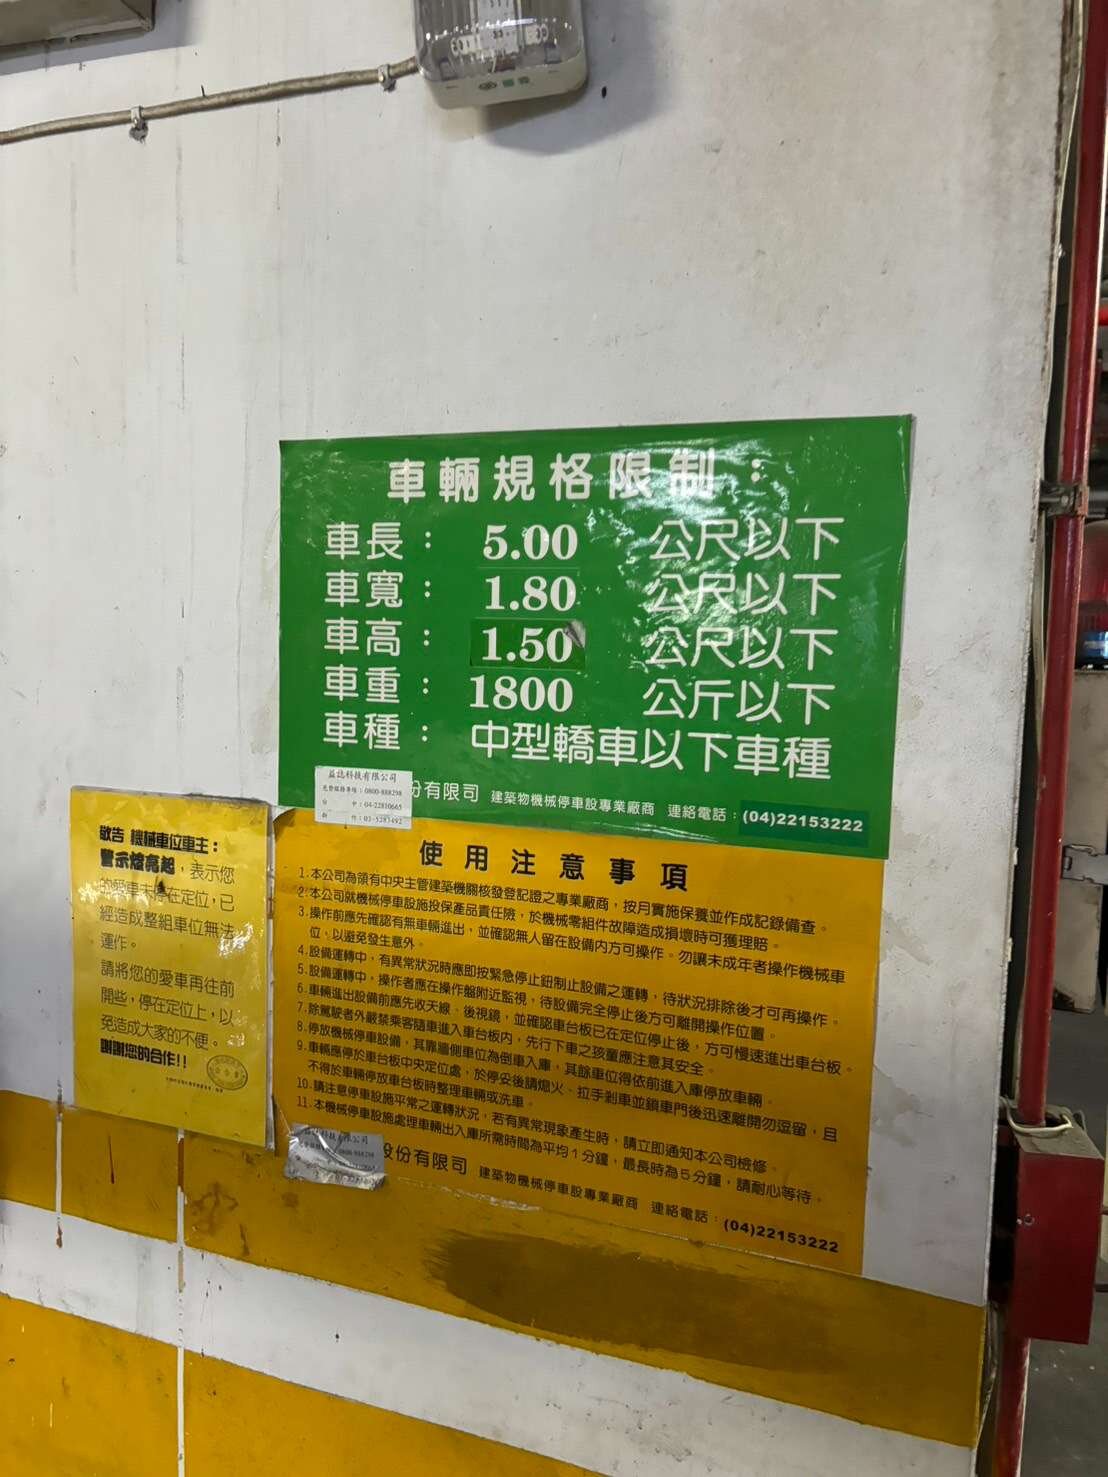 車輛規格限制：
車長： 5.00 公尺以下
車寬： 1.80 公尺以下
車高： 1.50 公尺以下
車重： 1800 公斤以下
車種： 中型轎車以下車種
益誌科技有限公司
免費服務專線：0800-888298
台 中：04-22810665
新 竹：03-5283492
份有限司 建築物機械停車設專業廠商 連絡電話：(04)22153222
敬告 機械車位車主：
警示燈亮起，表示您
的愛車未停在定位，已
經造成整組車位無法
運作。
請將您的愛車再往前
開些，停在定位上，以
免造成大家的不便。
謝謝您的合作!!
使用注意事項
1.本公司為領有中央主管建築機關核發登記證之專業廠商，按月實施保養並作成記錄備查。
2.本公司就機械停車設施投保產品責任險，於機械零組件故障造成損壞時可獲理賠。
3.操作前應先確認有無車輛進出，並確認無人留在設備內方可操作。勿讓未成年者操作機械車
位，以避免發生意外。
4.設備運轉中，有異常狀況時應即按緊急停止鈕制止設備之運轉，待狀況排除後才可再操作。
5.設備運轉中，操作者應在操作盤附近監視，待設備完全停止後方可離開操作位置。
6.車輛進出設備前應先收天線、後視鏡，並確認車台板已在定位停止後，方可慢速進出車台板。
7.除駕駛者外嚴禁乘客隨車進入車台板內，先行下車之孩童應注意其安全。
8.停放機械停車設備，其靠牆側車位為倒車入庫，其餘車位得依前進入庫停放車輛。
9.車輛應停於車台板中央定位處，於停妥後請熄火、拉手剎車並鎖車門後迅速離開勿逗留，且
不得於車輛停放車台板時整理車輛或洗車。
10.請注意停車設施平常之運轉狀況，若有異常現象產生時，請立即通知本公司檢修。
11.本機械停車設施處理車輛出入庫所需時間為平均1分鐘，最長時為5分鐘，請耐心等待。
股份有限司 建築物機械停車設專業廠商 連絡電話：(04)22153222